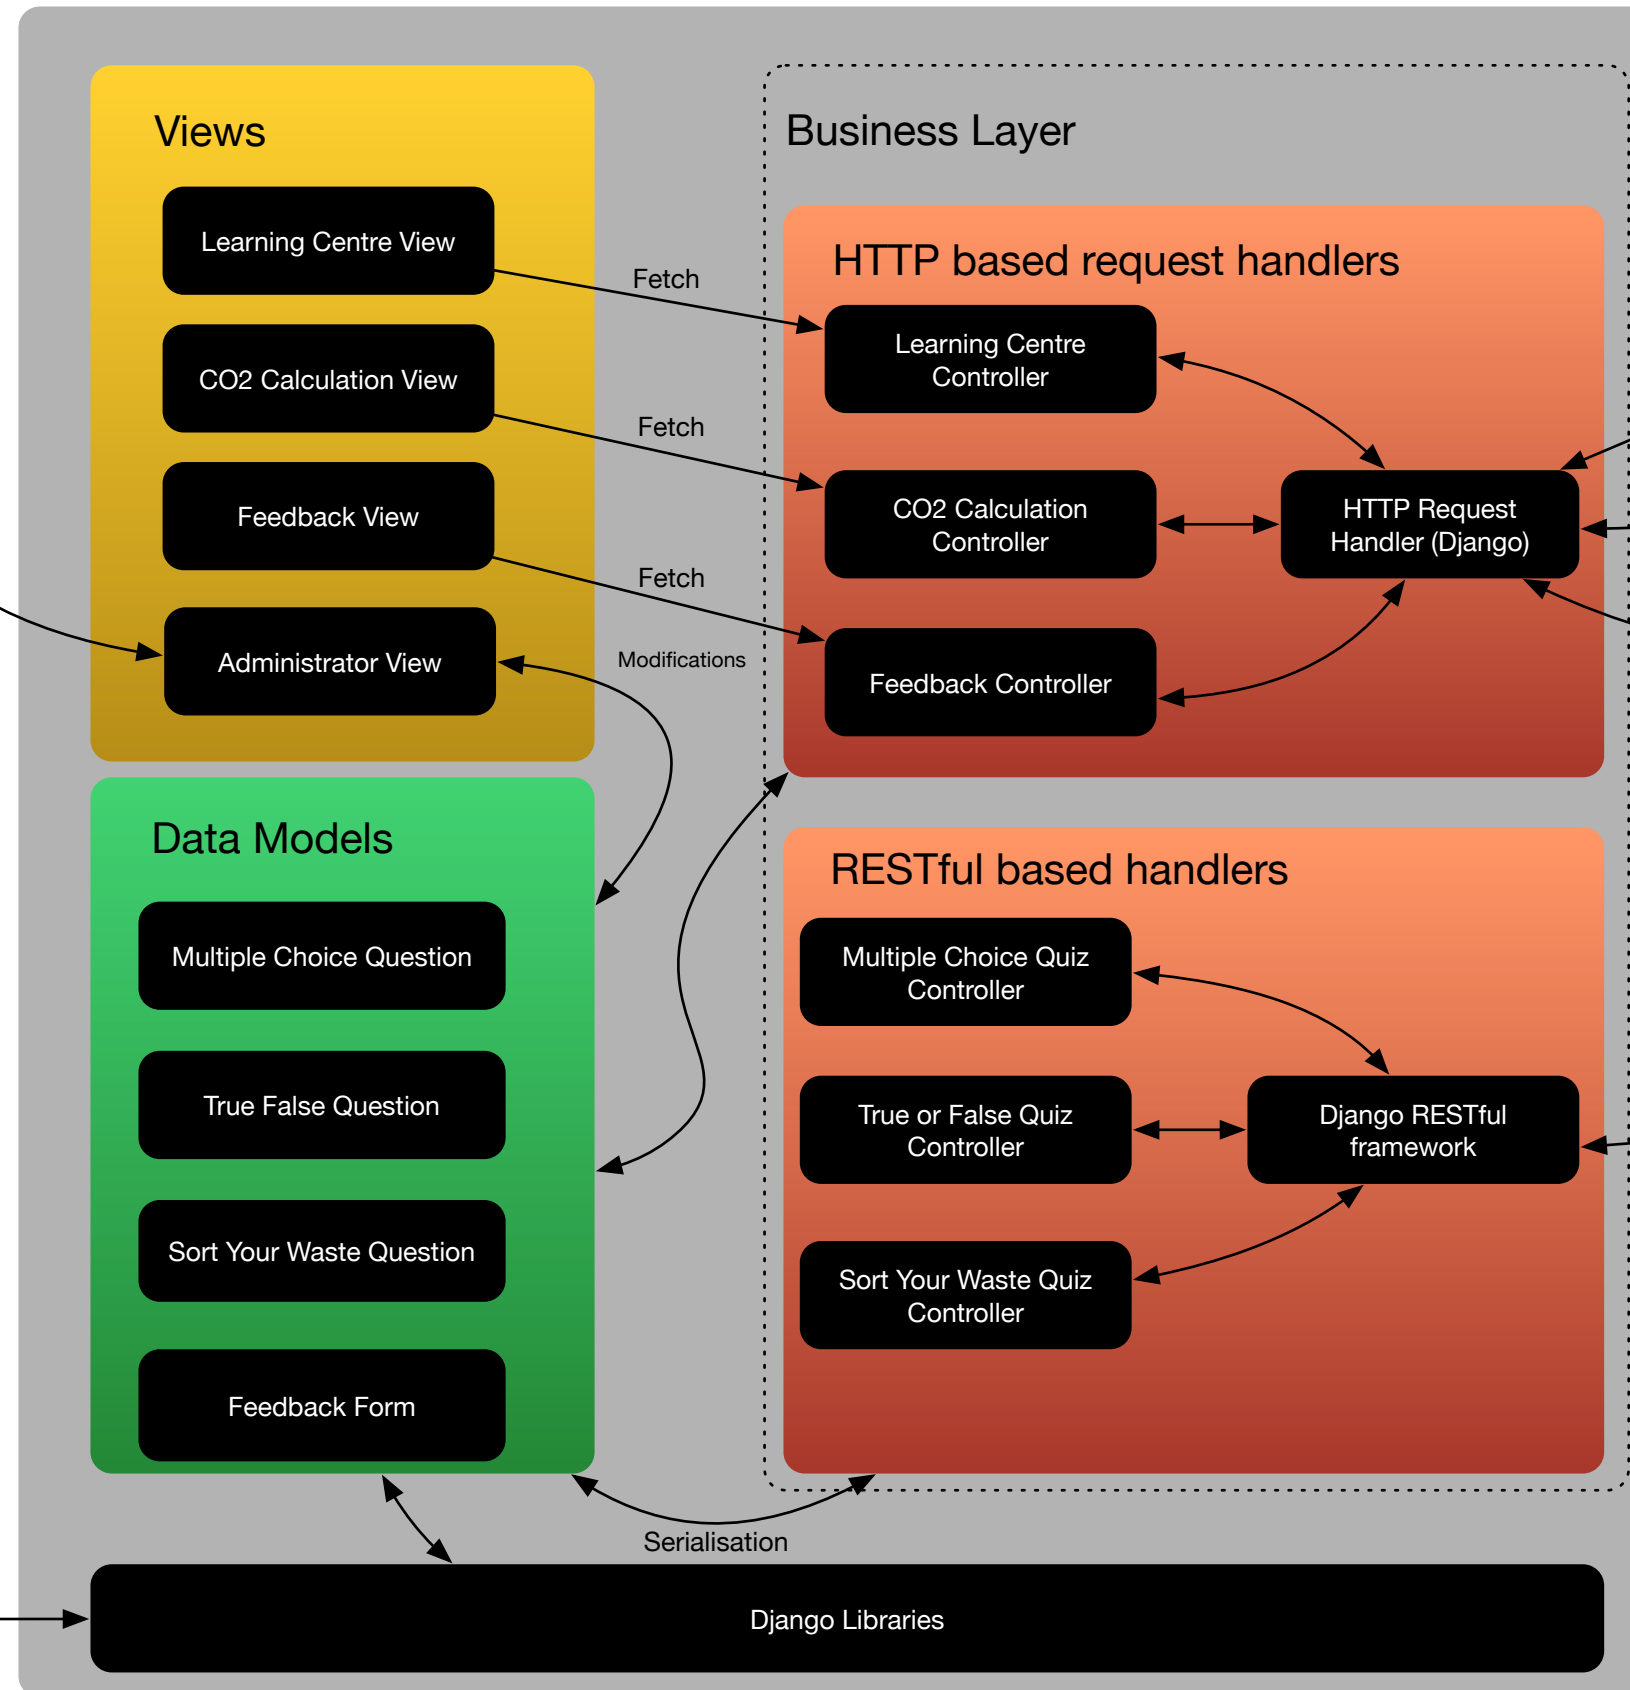 Views
Learning Centre View
CO2 Calculation View
Feedback View
Administrator View
Fetch
Fetch
Fetch
Modifications
Business Layer
HTTP based request handlers
Learning Centre
Controller
CO2 Calculation
Controller
Feedback Controller
HTTP Request
Handler (Django)
Data Models
Multiple Choice Question
True False Question
Sort Your Waste Question
Feedback Form
RESTful based handlers
Multiple Choice Quiz
Controller
True or False Quiz
Controller
Sort Your Waste Quiz
Controller
Django RESTful
framework
Serialisation
Django Libraries